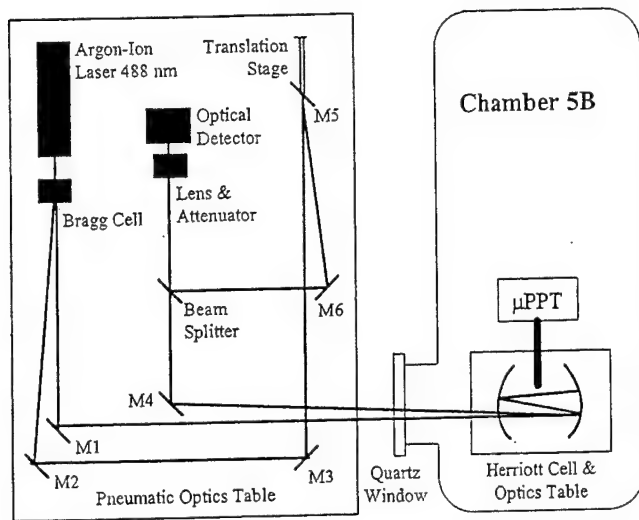 Argon-Ion
Laser 488 nm
Translation
Stage
M5
Optical
Detector
Chamber 5B
Lens &
Attenuator
Bragg Cell
μPPT
Beam
Splitter
M6
M4
M1
M2
M3
Quartz
Window
Herriott Cell &
Optics Table
Pneumatic Optics Table